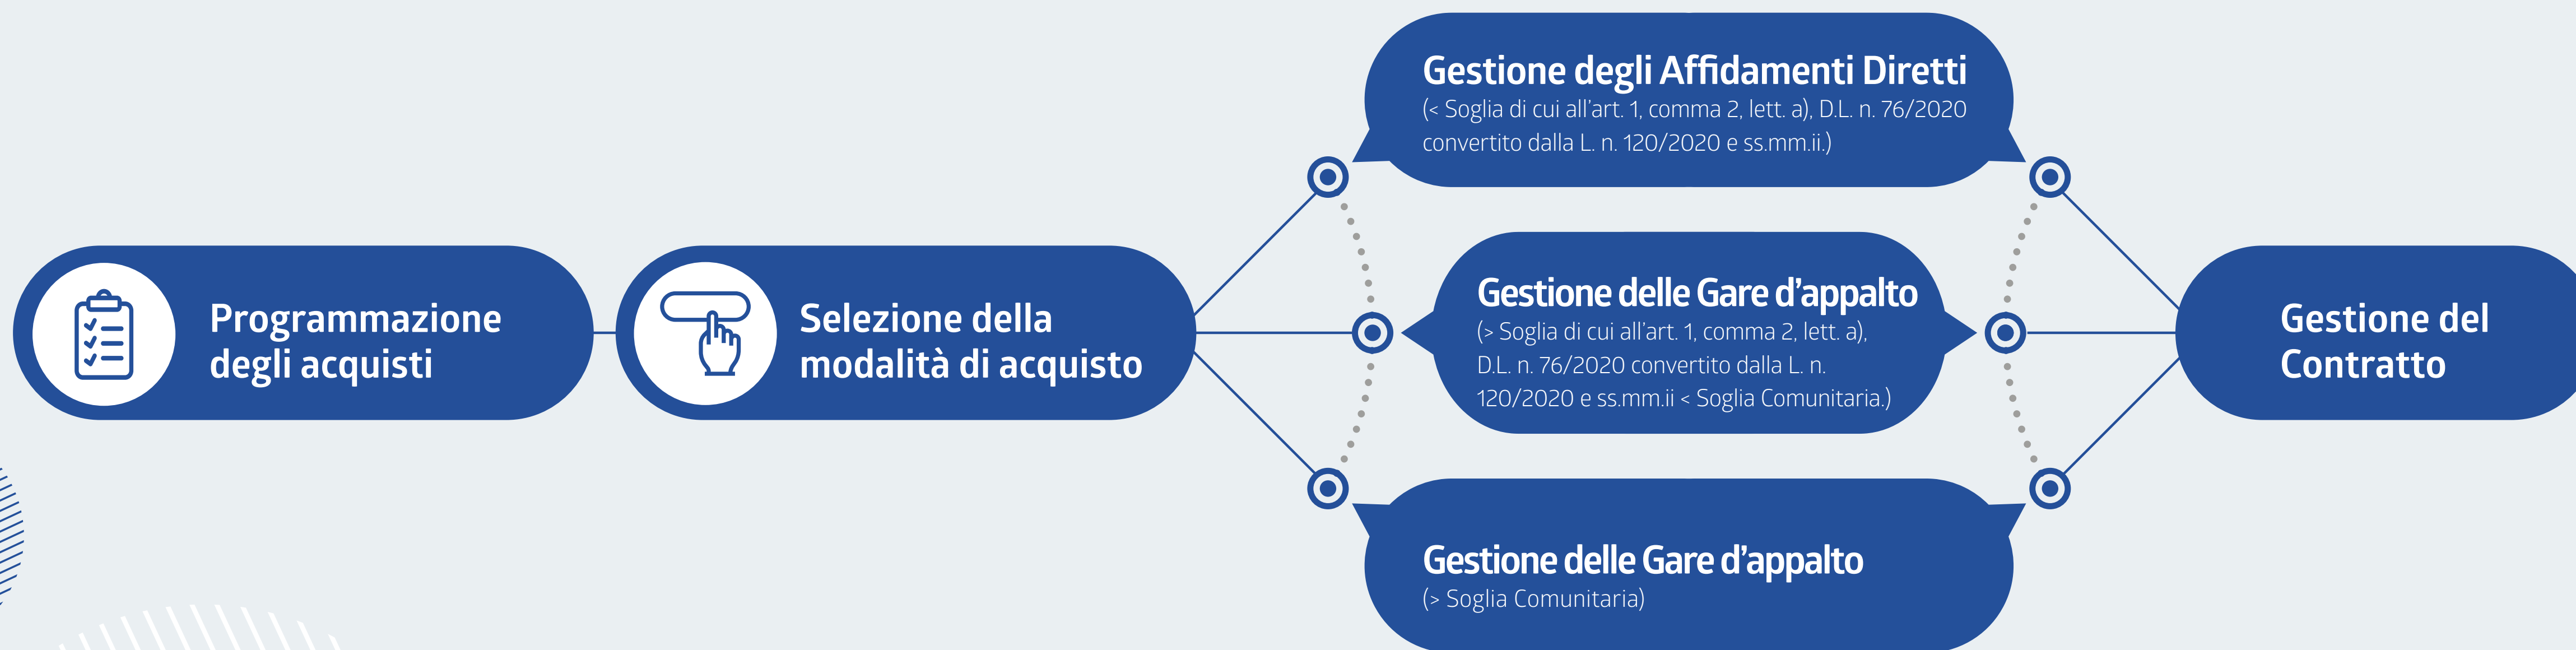 Programmazione
degli acquisti
Selezione della
modalità di acquisto
Gestione degli Affidamenti Diretti
(< Soglia di cui all'art. 1, comma 2, lett. a), D.L. n. 76/2020
convertito dalla L. n. 120/2020 e ss.mm.ii.)
Gestione delle Gare d'appalto
(> Soglia di cui all'art. 1, comma 2, lett. a),
D.L. n. 76/2020 convertito dalla L. n.
120/2020 e ss.mm.ii < Soglia Comunitaria.)
Gestione delle Gare d'appalto
(> Soglia Comunitaria)
Gestione del
Contratto